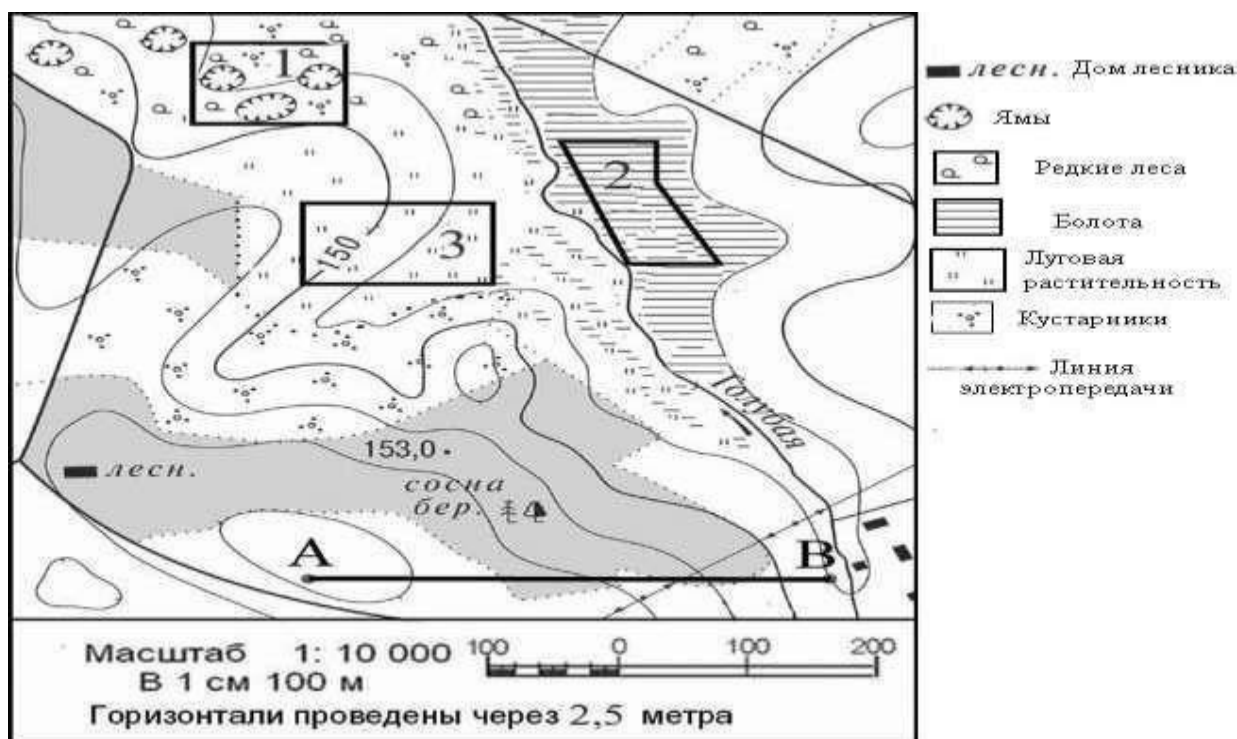 1
2
3
150
лесн.
153,0
сосна
бер.
Голубая
А
В
Масштаб 1: 10 000
В 1 см 100 м
100 0 100 200
Горизонтали проведены через 2,5 метра
лесн. Дом лесника
Ямы
Редкие леса
Болота
Луговая
растительность
Кустарники
Линия
электропередачи